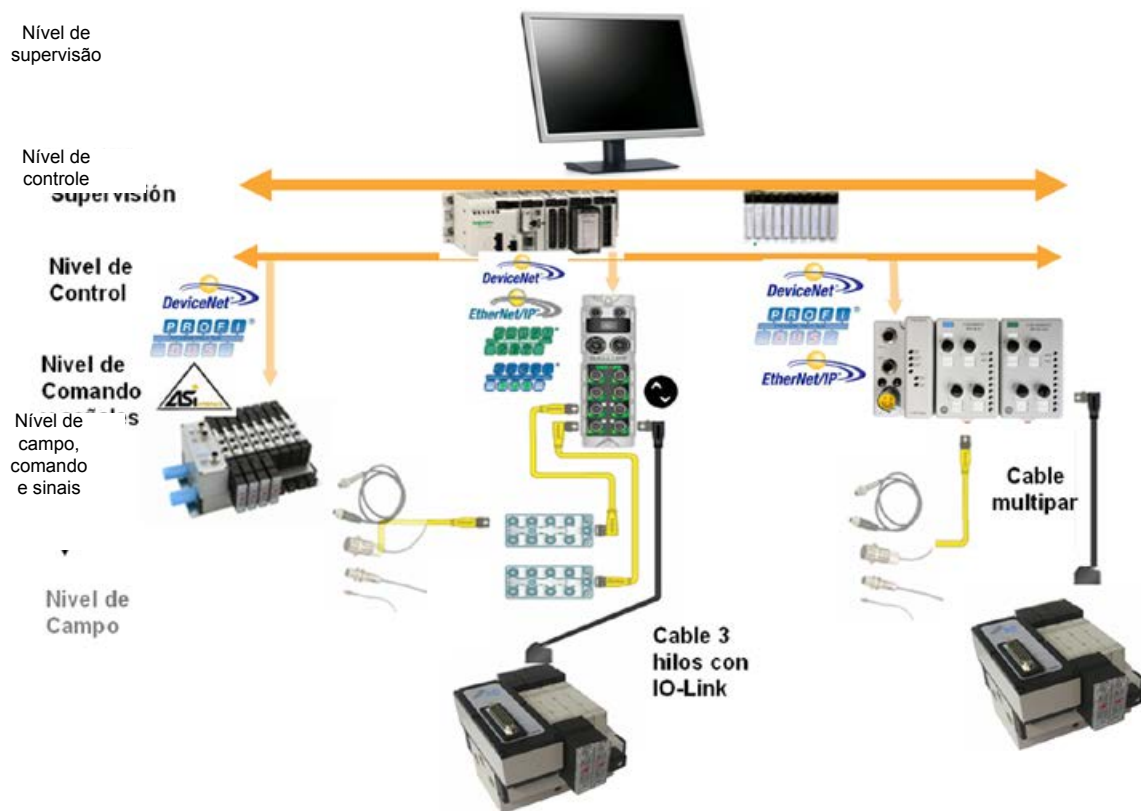 Nível de
supervisão
Nível de
controle
Supervisión
Nivel de
Control
DeviceNet
PROFI
BUS
ASi
DeviceNet
EtherNet/IP
BALLUFF
DeviceNet
PROFI
EtherNet/IP
Nivel de
Comando
Nível de
campo,
comando
e sinais
Nivel de
Campo
Cable 3
hilos con
IO-Link
Cable
multipar